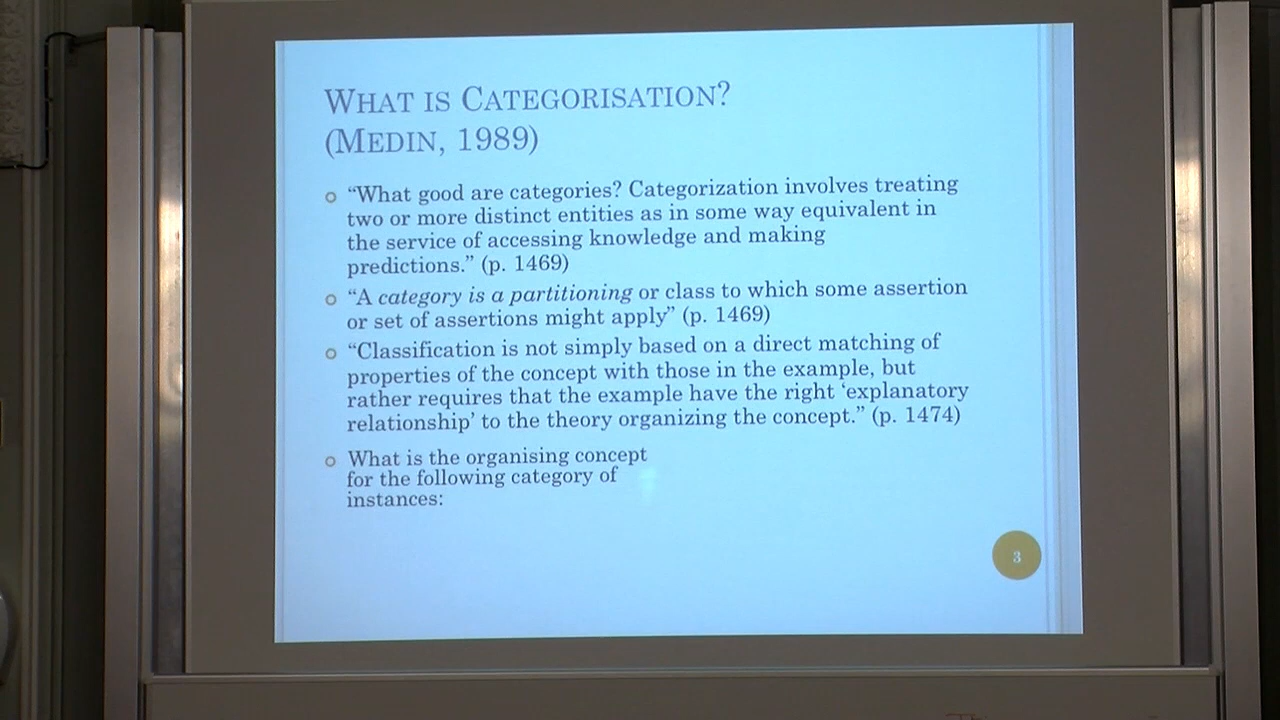 WHAT IS CATEGORISATION?
(MEDIN, 1989)
“What good are categories? Categorization involves treating
two or more distinct entities as in some way equivalent in
the service of accessing knowledge and making
predictions.” (p. 1469)
“A category is a partitioning or class to which some assertion
or set of assertions might apply” (p. 1469)
“Classification is not simply based on a direct matching of
properties of the concept with those in the example, but
rather requires that the example have the right ‘explanatory
relationship’ to the theory organizing the concept.” (p. 1474)
What is the organising concept
for the following category of
instances:
3